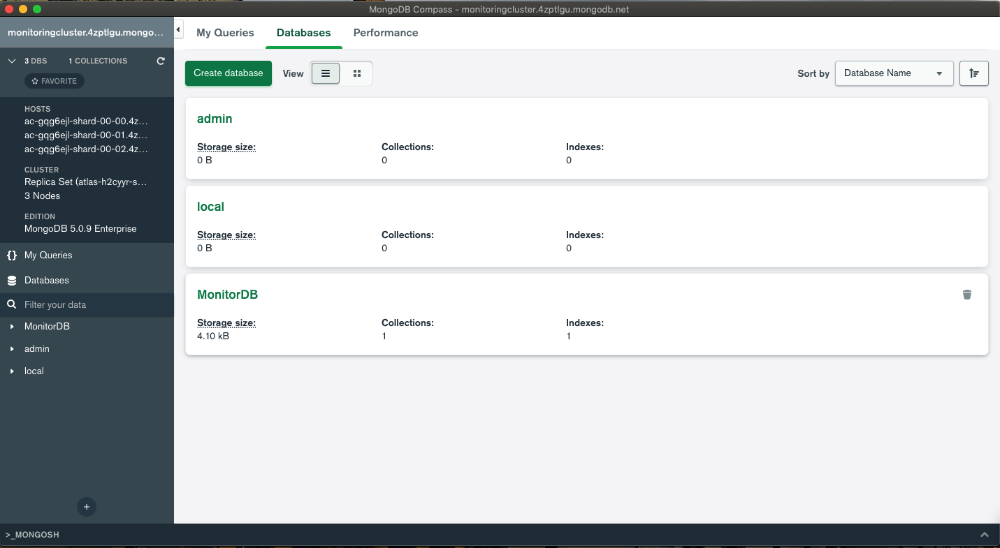 MongoDB Compass - monitoringcluster.4zptlgu.mongodb.net
monitoringcluster.4zptlgu.mongo...
3 DBS 1 COLLECTIONS
FAVORITE
HOSTS
ac-gqg6ejl-shard-00-00.4z...
ac-gqg6ejl-shard-00-01.4z...
ac-gqg6ejl-shard-00-02.4z...
CLUSTER
Replica Set (atlas-h2cyyr-s...
3 Nodes
EDITION
MongoDB 5.0.9 Enterprise
{} My Queries
Databases
Filter your data
MonitorDB
admin
local
+
My Queries Databases Performance
Create database View Sort by Database Name
admin
Storage size: Collections: Indexes:
0 B 0 0
local
Storage size: Collections: Indexes:
0 B 0 0
MonitorDB
Storage size: Collections: Indexes:
4.10 kB 1 1
>_MONGOSH